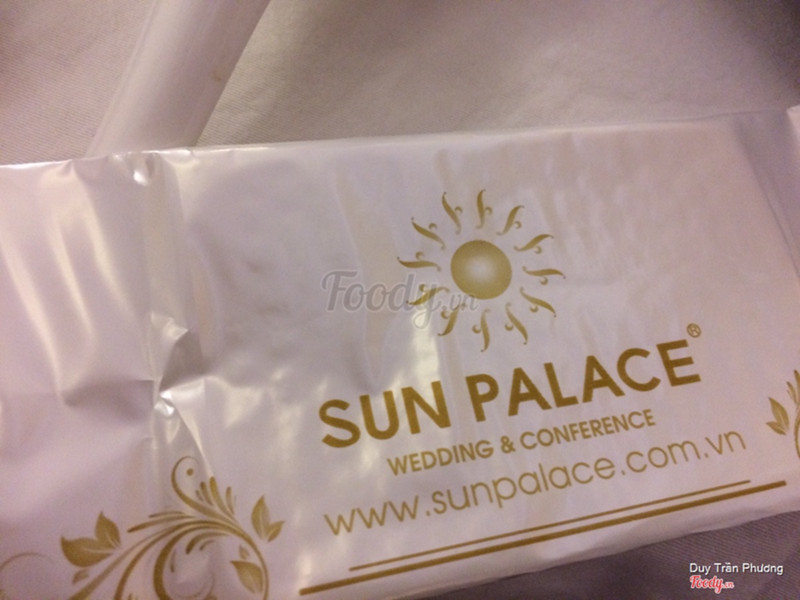 Foody.vn
SUN PALACE®
WEDDING & CONFERENCE
www.sunpalace.com.vn
Duy Trần Phương
Foody.vn